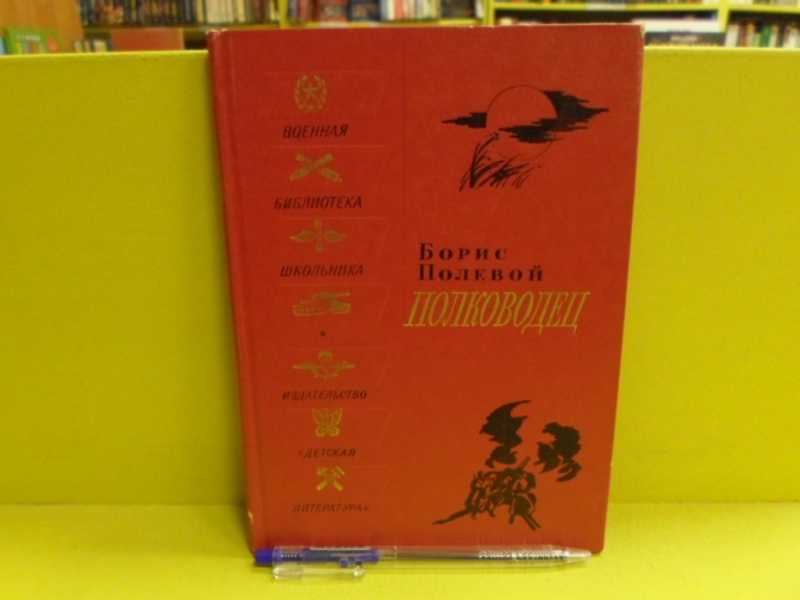 ВОЕННАЯ
БИБЛИОТЕКА
ШКОЛЬНИКА
ИЗДАТЕЛЬСТВО
«ДЕТСКАЯ
ЛИТЕРАТУРА»
БОРИС
ПОЛЕВОЙ
ПОЛКОВОДЕЦ